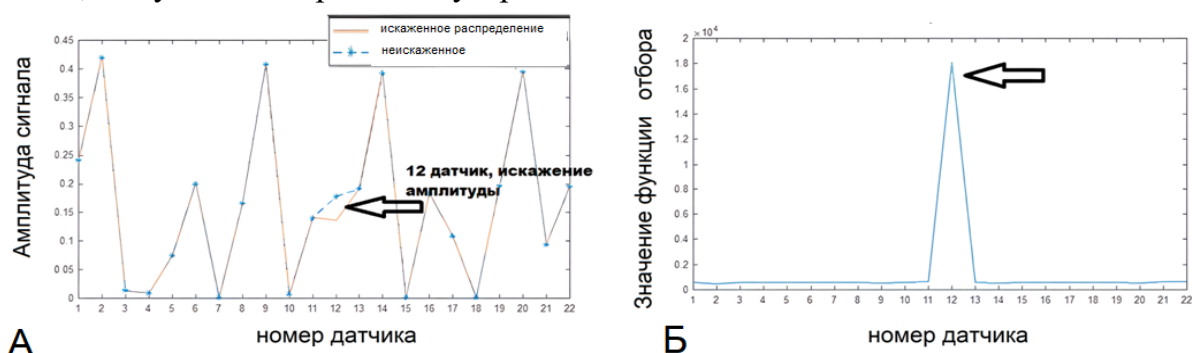 искаженное распределение
неискаженное
Амплитуда сигнала
0.45
0.4
0.35
0.3
0.25
0.2
0.15
0.1
0 05
0
12 датчик, искажение
амплитуды
1 2 3 4 5 6 7 8 9 10 11 12 13 14 15 16 17 18 19 20 21 22
номер датчика
А
Значение функции отбора
2 ×10⁴
1.8
1.6
1.4
1.2
1
0.8
0.6
0.4
0.2
0
1 2 3 4 5 6 7 8 9 10 11 12 13 14 15 16 17 18 19 20 21 22
номер датчика
Б